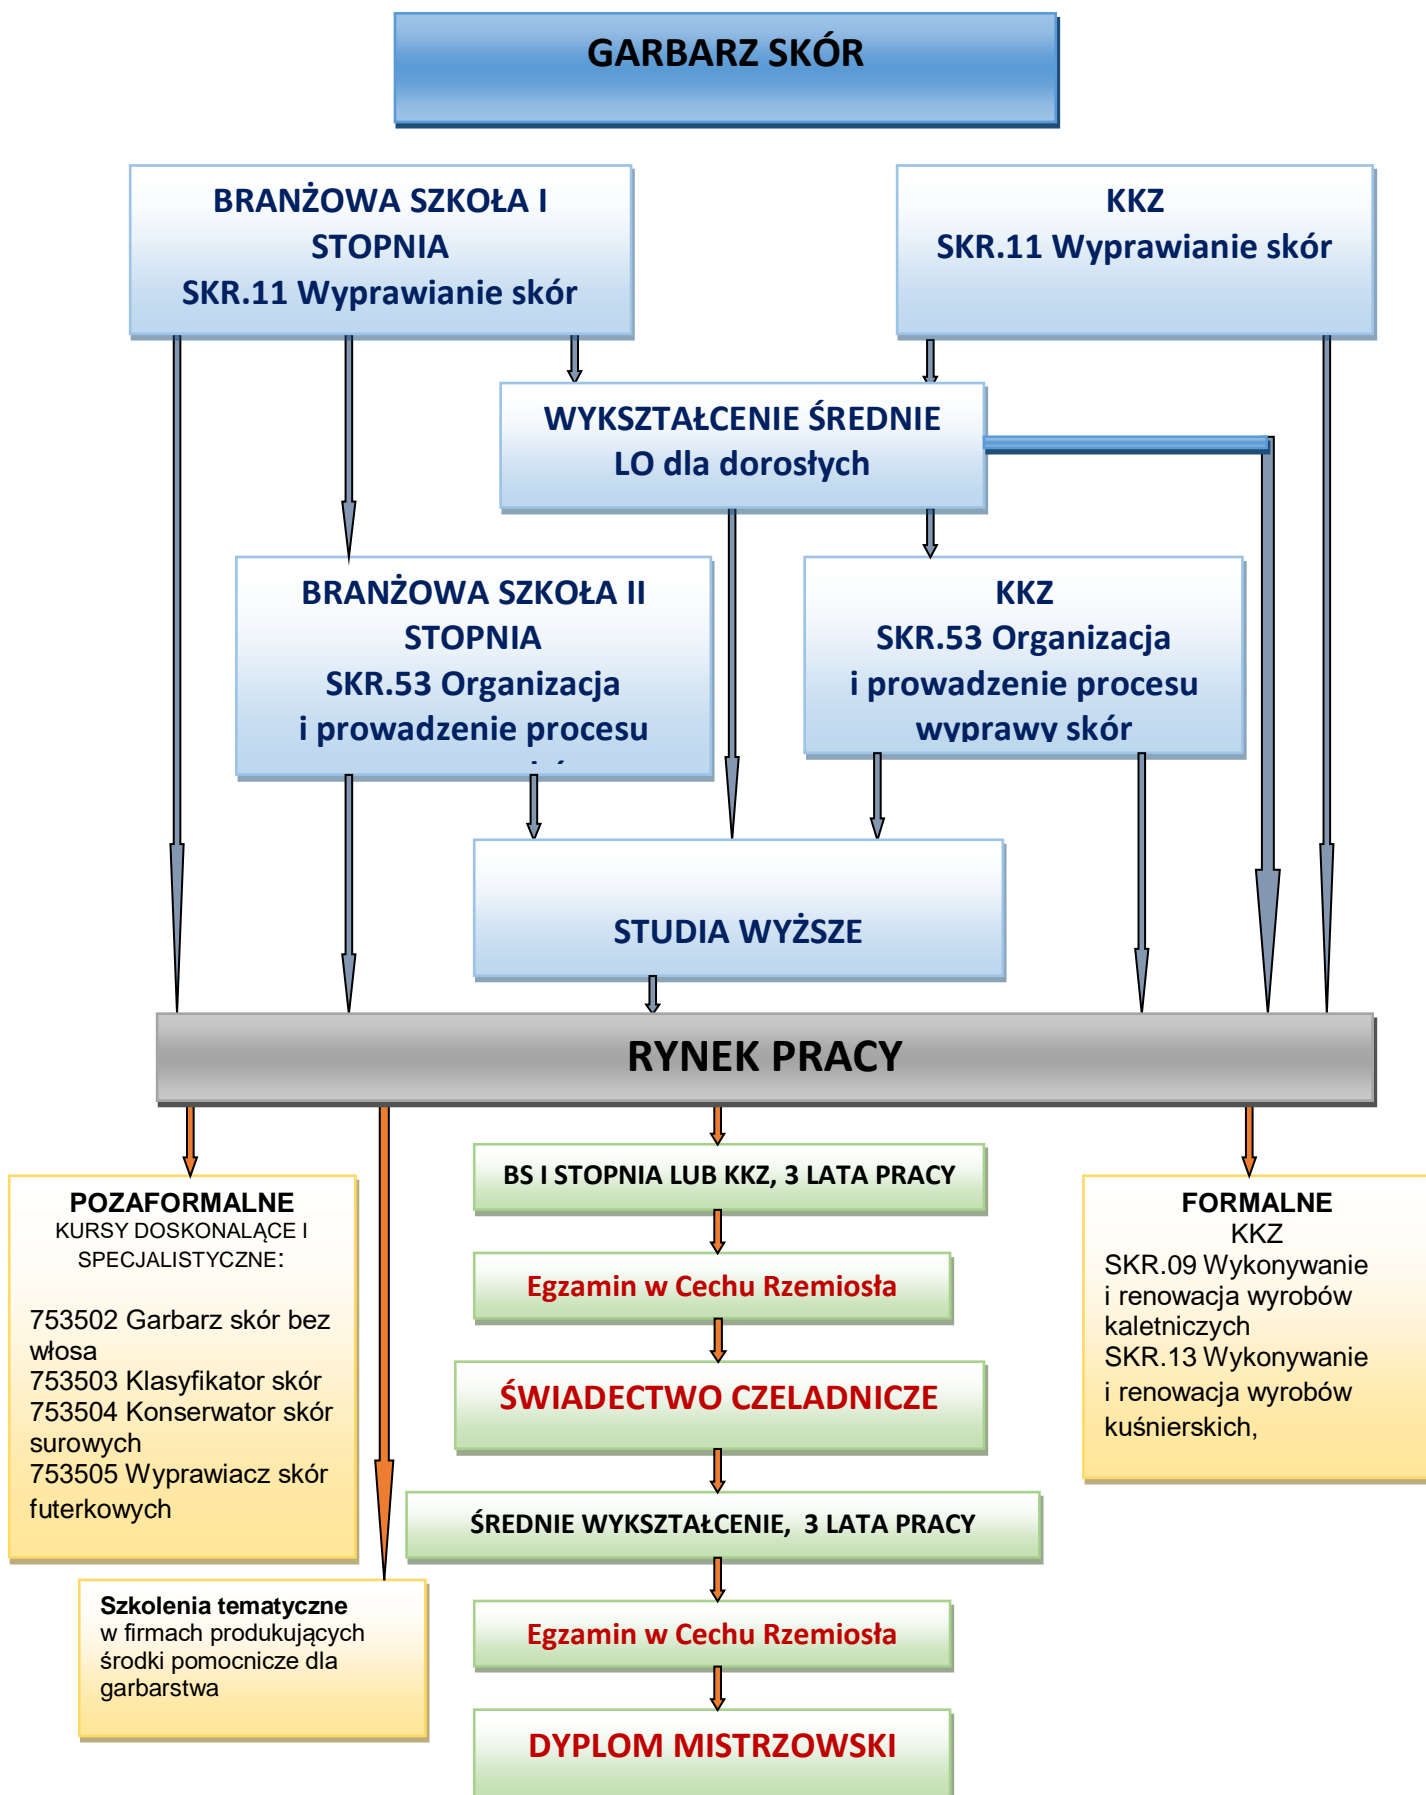 GARBARZ SKÓR
BRANŻOWA SZKOŁA I
STOPNIA
SKR.11 Wyprawianie skór
KKZ
SKR.11 Wyprawianie skór
WYKSZTAŁCENIE ŚREDNIE
LO dla dorosłych
BRANŻOWA SZKOŁA II
STOPNIA
SKR.53 Organizacja
i prowadzenie procesu
KKZ
SKR.53 Organizacja
i prowadzenie procesu
wyprawy skór
STUDIA WYŻSZE
RYNEK PRACY
POZAFORMALNE
KURSY DOSKONALĄCE I
SPECJALISTYCZNE:
753502 Garbarz skór bez
włosa
753503 Klasyfikator skór
753504 Konserwator skór
surowych
753505 Wyprawiacz skór
futerkowych
Szkolenia tematyczne
w firmach produkujących
środki pomocnicze dla
garbarstwa
BS I STOPNIA LUB KKZ, 3 LATA PRACY
Egzamin w Cechu Rzemiosła
ŚWIADECTWO CZELADNICZE
ŚREDNIE WYKSZTAŁCENIE, 3 LATA PRACY
Egzamin w Cechu Rzemiosła
DYPLOM MISTRZOWSKI
FORMALNE
KKZ
SKR.09 Wykonywanie
i renowacja wyrobów
kaletniczych
SKR.13 Wykonywanie
i renowacja wyrobów
kuśnierskich,